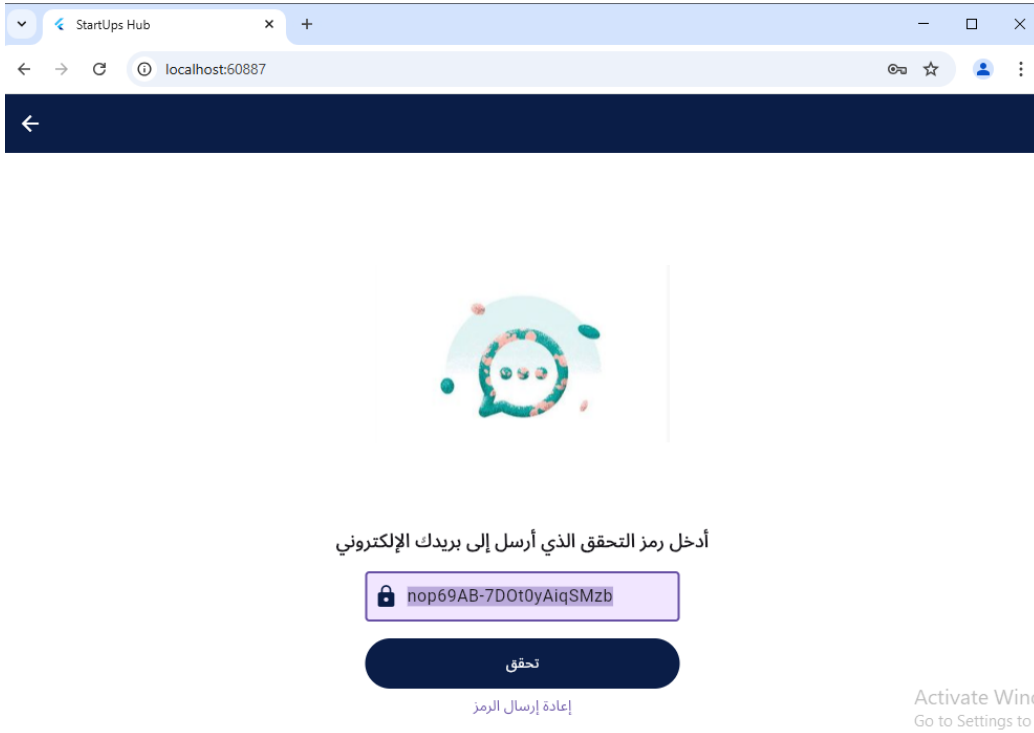 StartUps Hub
localhost:60887
أدخل رمز التحقق الذي أرسل إلى بريدك الإلكتروني
nop69AB-7DOt0yAiqSMzb
تحقق
إعادة إرسال الرمز
Activate Wind
Go to Settings to